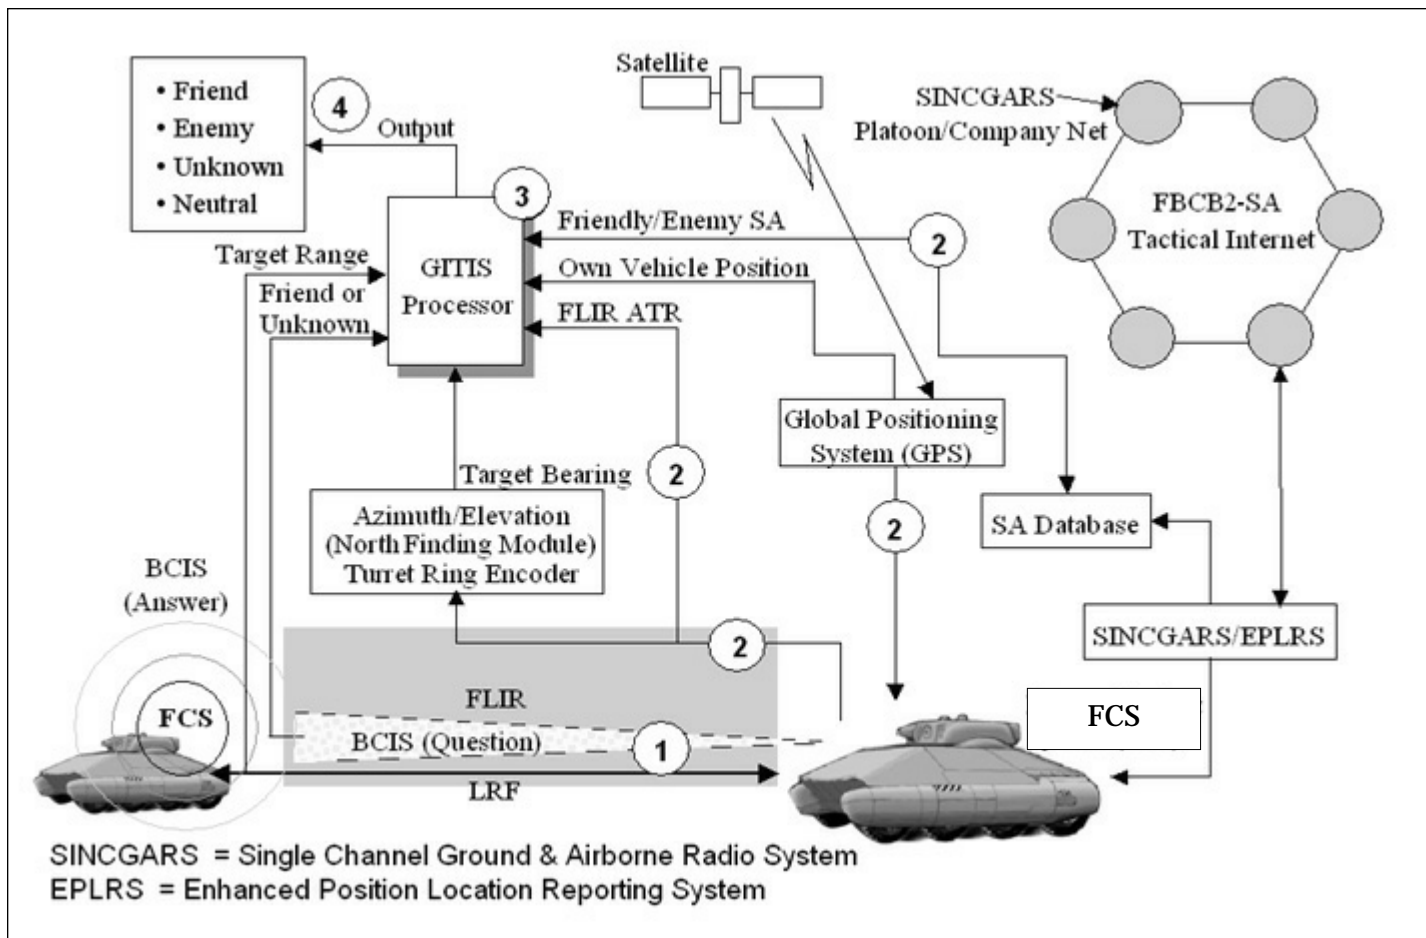 • Friend
• Enemy
• Unknown
• Neutral
4
Output
Satellite
SINCGARS
Platoon/Company Net
FBCB2-SA
Tactical Internet
3
GITIS
Processor
Friendly/Enemy SA
2
Own Vehicle Position
FLIR ATR
Target Range
Friend or
Unknown
Global Positioning
System (GPS)
2
Target Bearing
2
Azimuth/Elevation
(North Finding Module)
Turret Ring Encoder
SA Database
BCIS
(Answer)
SINCGARS/EPLRS
2
FLIR
BCIS (Question)
1
LRF
FCS
FCS
SINCGARS = Single Channel Ground & Airborne Radio System
EPLRS = Enhanced Position Location Reporting System